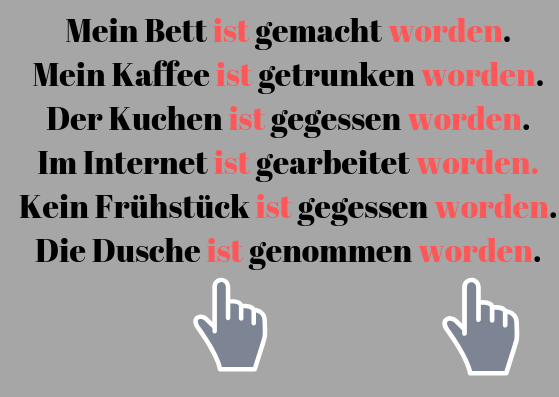 Mein Bett ist gemacht worden.
Mein Kaffee ist getrunken worden.
Der Kuchen ist gegessen worden.
Im Internet ist gearbeitet worden.
Kein Frühstück ist gegessen worden.
Die Dusche ist genommen worden.